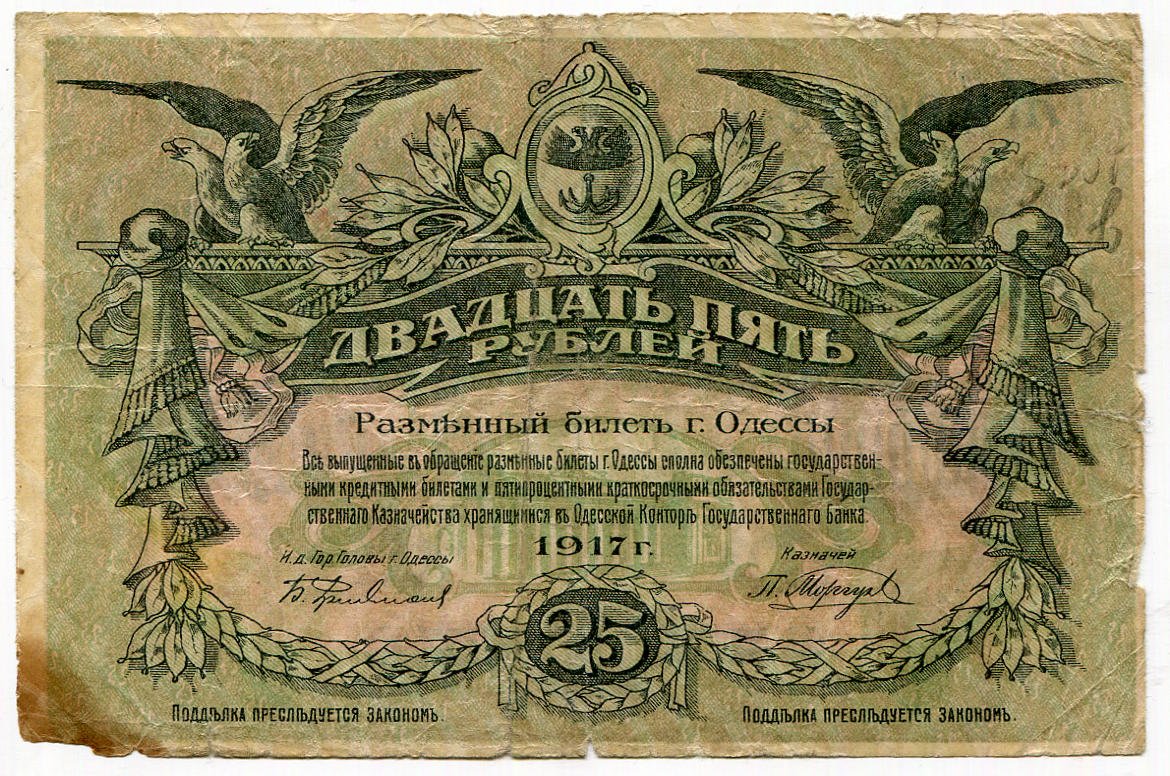 ДВАДЦАТЬ ПЯТЬ
РУБЛЕЙ
Размѣнный билетъ г. Одессы
Всѣ выпущенные въ обращенiе размѣнные билеты г. Одессы сполна обезпечены государствен-
ными кредитными билетами и пятипроцентными краткосрочными обязательствами Государ-
ственнаго Казначейства хранящимися въ Одесской Конторѣ Государственнаго Банка.
1917 г.
И.д. Гор. Головы г. Одессы
Казначей
25
Поддѣлка преслѣдуется закономъ.
Поддѣлка преслѣдуется закономъ.